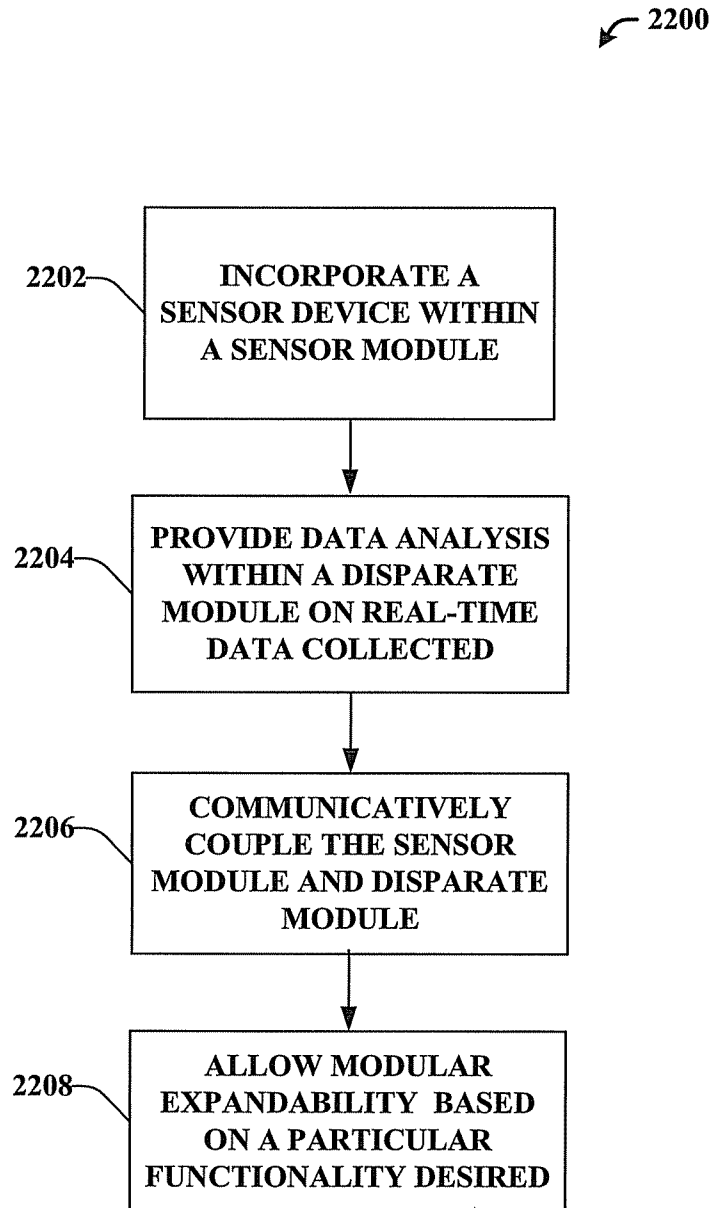 2200
2202
INCORPORATE A
SENSOR DEVICE WITHIN
A SENSOR MODULE
2204
PROVIDE DATA ANALYSIS
WITHIN A DISPARATE
MODULE ON REAL-TIME
DATA COLLECTED
2206
COMMUNICATIVELY
COUPLE THE SENSOR
MODULE AND DISPARATE
MODULE
2208
ALLOW MODULAR
EXPANDABILITY BASED
ON A PARTICULAR
FUNCTIONALITY DESIRED